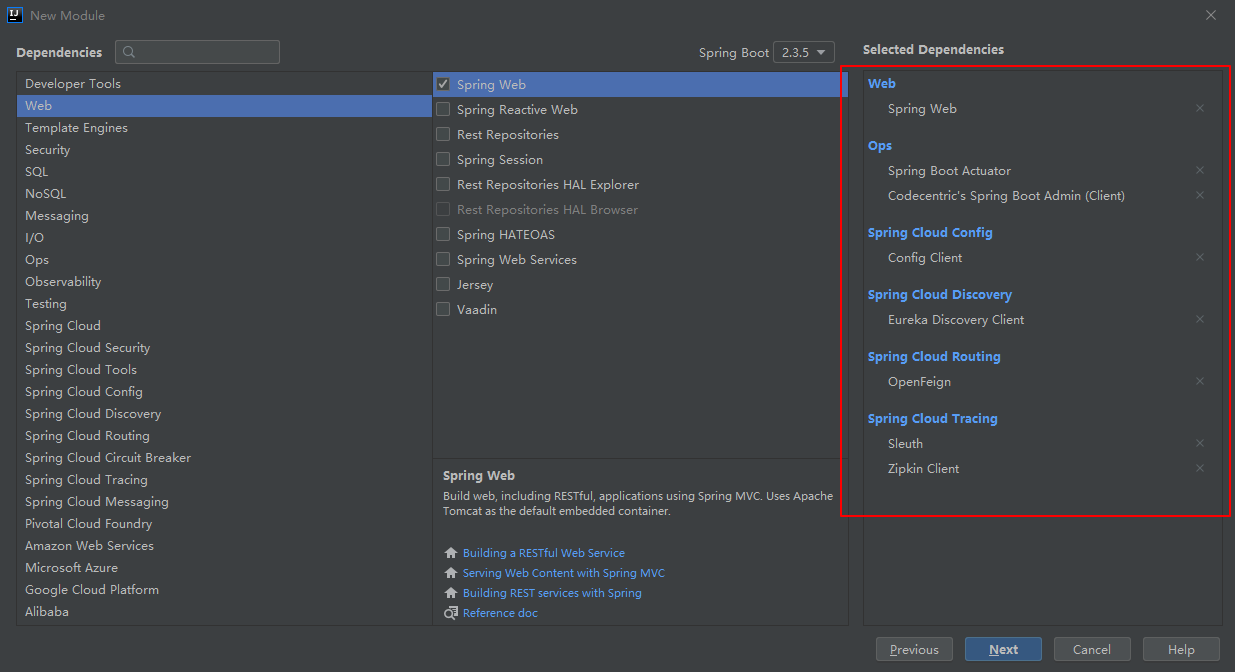 New Module
Dependencies
Spring Boot 2.3.5
Selected Dependencies
Developer Tools
Web
Template Engines
Security
SQL
NoSQL
Messaging
I/O
Ops
Observability
Testing
Spring Cloud
Spring Cloud Security
Spring Cloud Tools
Spring Cloud Config
Spring Cloud Discovery
Spring Cloud Routing
Spring Cloud Circuit Breaker
Spring Cloud Tracing
Spring Cloud Messaging
Pivotal Cloud Foundry
Amazon Web Services
Microsoft Azure
Google Cloud Platform
Alibaba
Spring Web
Spring Reactive Web
Rest Repositories
Spring Session
Rest Repositories HAL Explorer
Rest Repositories HAL Browser
Spring HATEOAS
Spring Web Services
Jersey
Vaadin
Spring Web
Build web, including RESTful, applications using Spring MVC. Uses Apache
Tomcat as the default embedded container.
Building a RESTful Web Service
Serving Web Content with Spring MVC
Building REST services with Spring
Reference doc
Web
Spring Web
Ops
Spring Boot Actuator
Codecentric's Spring Boot Admin (Client)
Spring Cloud Config
Config Client
Spring Cloud Discovery
Eureka Discovery Client
Spring Cloud Routing
OpenFeign
Spring Cloud Tracing
Sleuth
Zipkin Client
Previous
Next
Cancel
Help